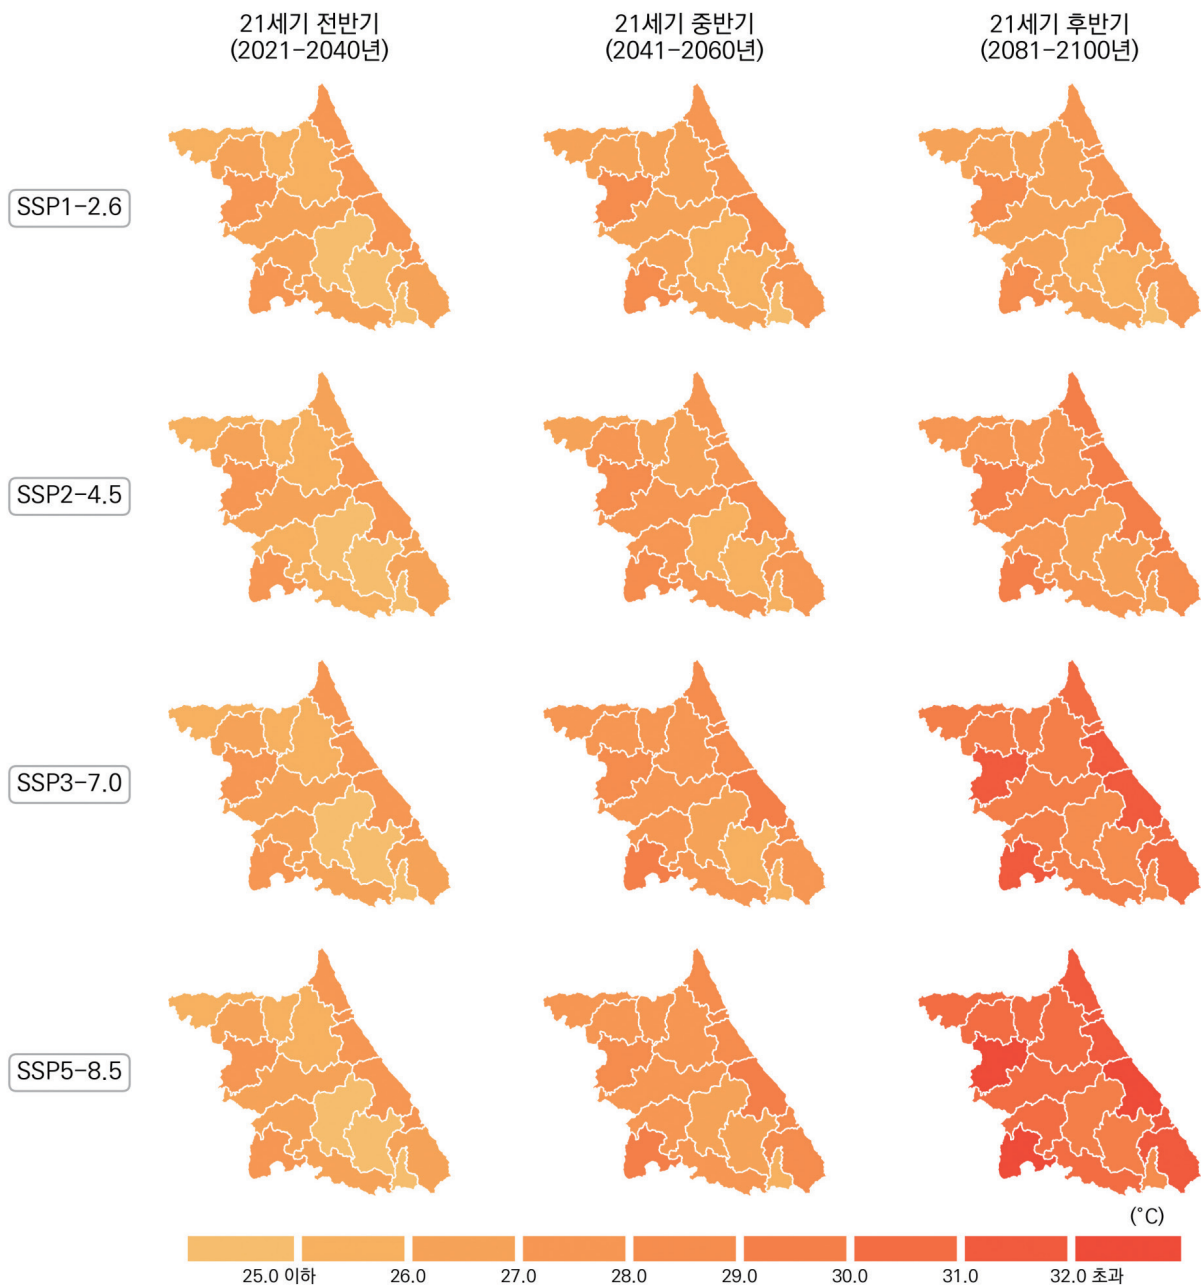 21세기 전반기
(2021-2040년)
21세기 중반기
(2041-2060년)
21세기 후반기
(2081-2100년)
SSP1-2.6
SSP2-4.5
SSP3-7.0
SSP5-8.5
(°C)
25.0 이하 26.0 27.0 28.0 29.0 30.0 31.0 32.0 초과